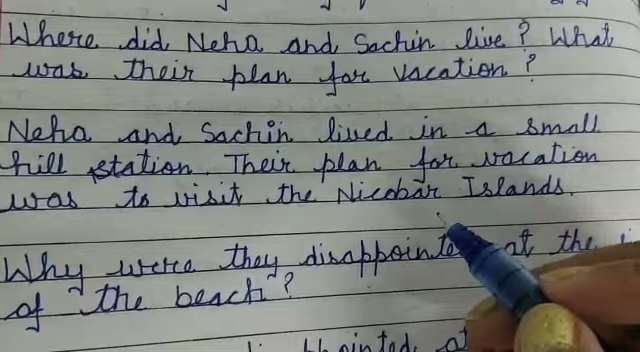 Where did Neha and Sachin live? What
was their plan for vacation?
Neha and Sachin lived in a small
hill station. Their plan for vacation
was to visit the Nicobar Islands.
Why were they disappointed at the
of the beach?
at